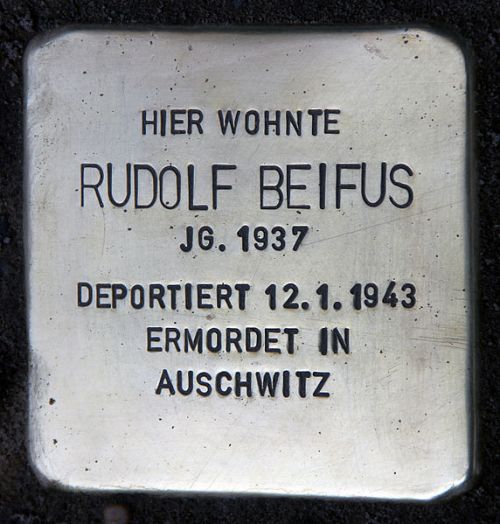 HIER WOHNTE
RUDOLF BEIFUS
JG. 1937
DEPORTIERT 12.1.1943
ERMORDET IN
AUSCHWITZ